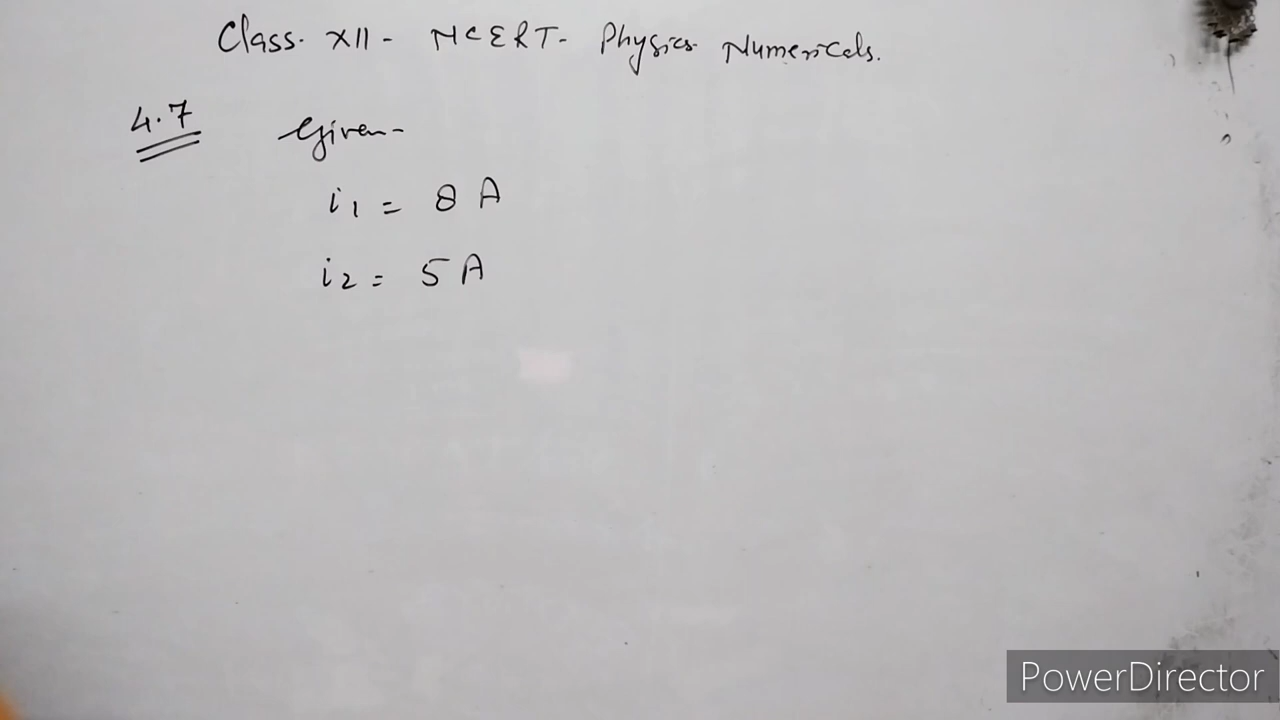 Class. XII - NCERT- Physics Numericals.
4.7 Given-
i1 = 8 A
i2 = 5 A
PowerDirector